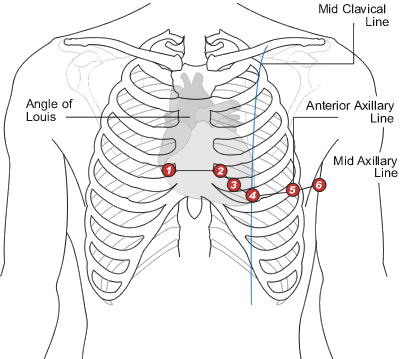 Mid Clavical
Line
Angle of
Louis
Anterior Axillary
Line
Mid Axillary
Line
1 2 3 4 5 6